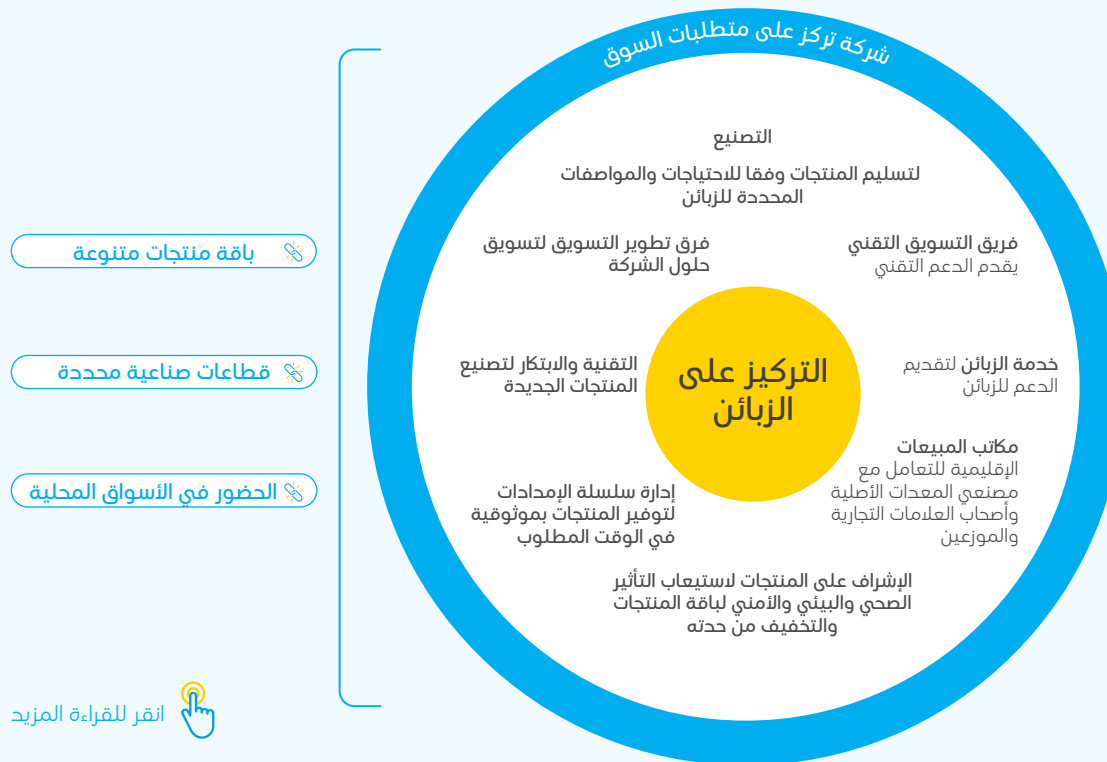 شركة تركز على متطلبات السوق
التصنيع
لتسليم المنتجات وفقا للاحتياجات والمواصفات
المحددة للزبائن
فريق التسويق التقني
يقدم الدعم التقني
فرق تطوير التسويق لتسويق
حلول الشركة
خدمة الزبائن لتقديم
الدعم للزبائن
التركيز على
الزبائن
التقنية والابتكار لتصنيع
المنتجات الجديدة
مكاتب المبيعات
الإقليمية للتعامل مع
مصنعي المعدات الأصلية
وأصحاب العلامات التجارية
والموزعين
إدارة سلسلة الإمدادات
لتوفير المنتجات بموثوقية
في الوقت المطلوب
الإشراف على المنتجات لاستيعاب التأثير
الصحي والبيئي والأمني لباقة المنتجات
والتخفيف من حدته
باقة منتجات متنوعة
قطاعات صناعية محددة
الحضور في الأسواق المحلية
انقر للقراءة المزيد